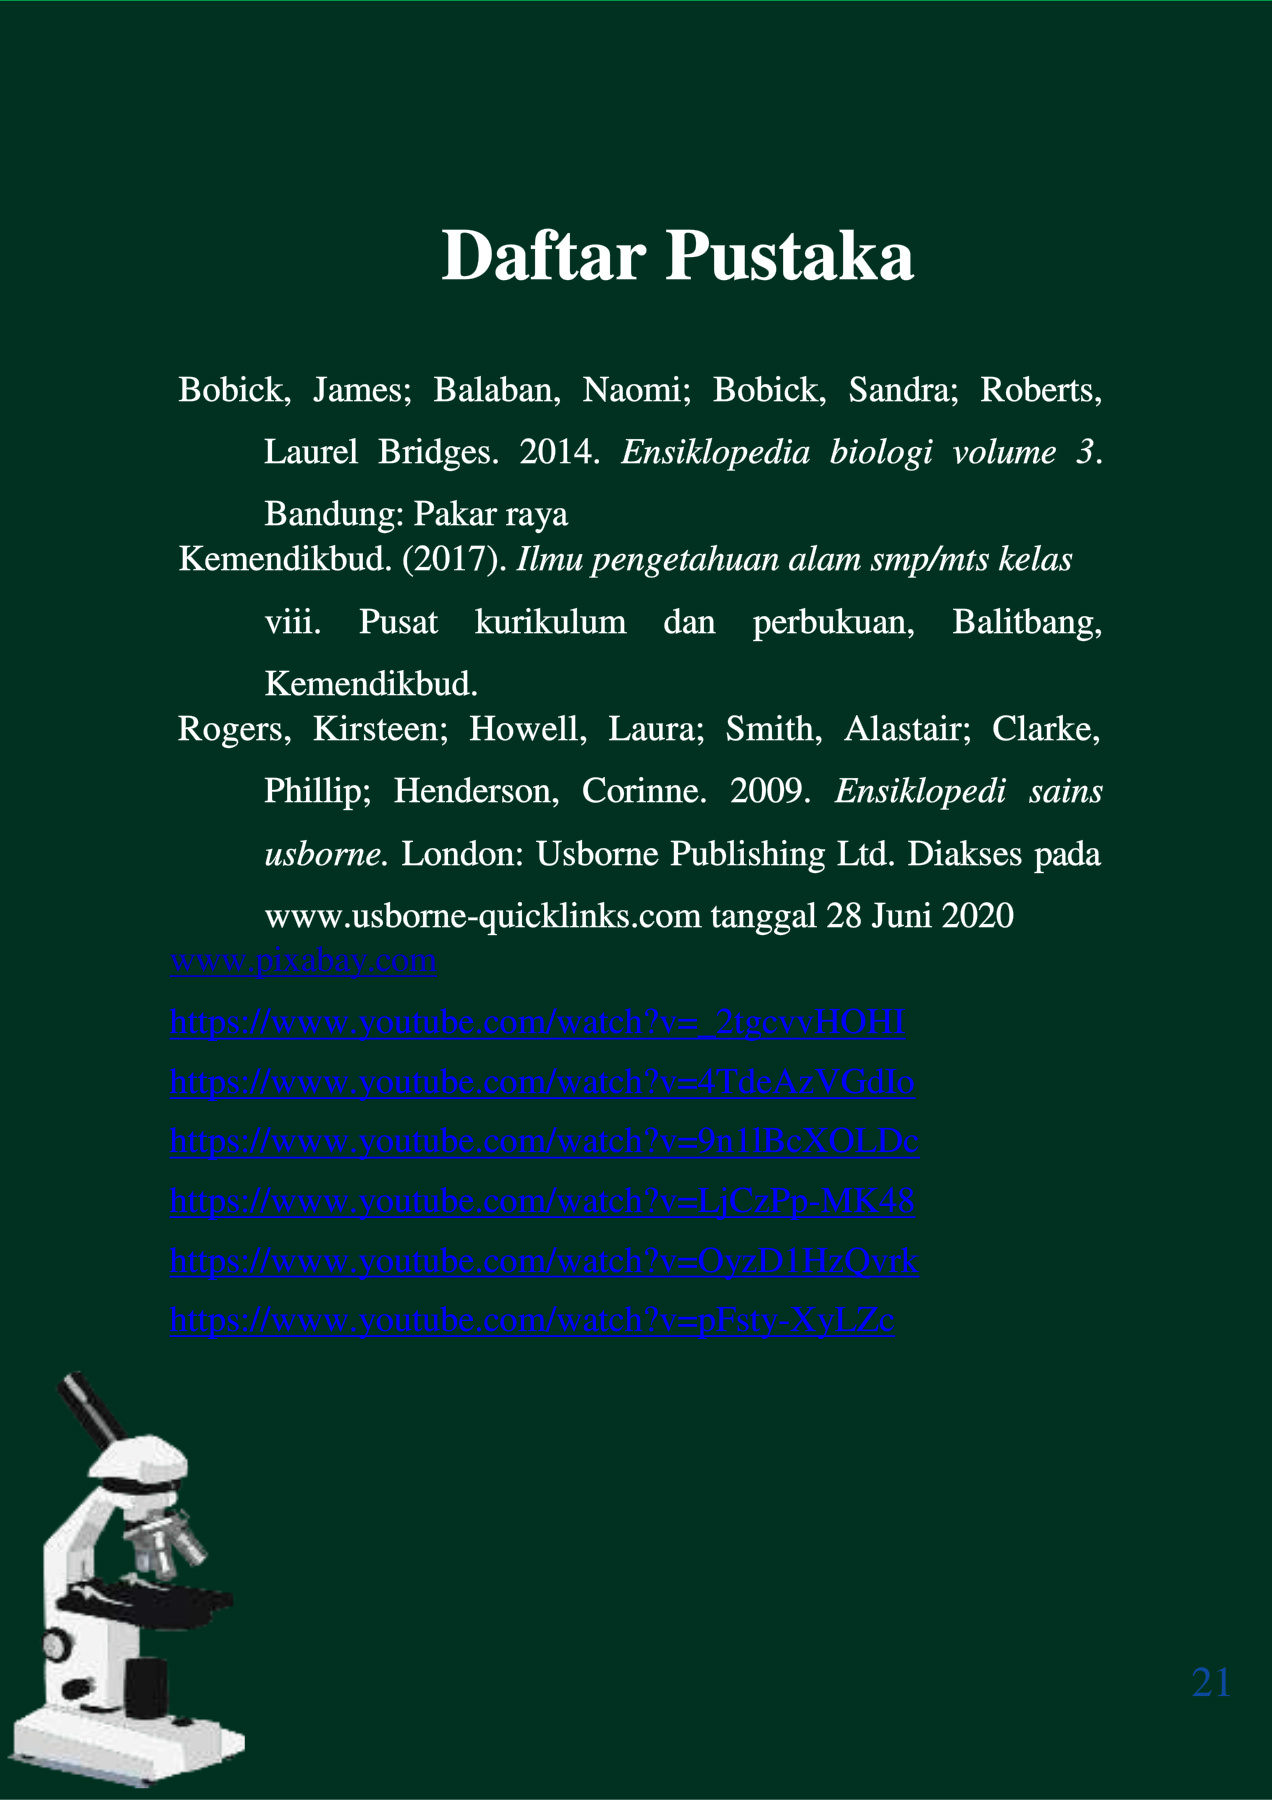 Daftar Pustaka
Bobick, James; Balaban, Naomi; Bobick, Sandra; Roberts,
Laurel Bridges. 2014. Ensiklopedia biologi volume 3.
Bandung: Pakar raya
Kemendikbud. (2017). Ilmu pengetahuan alam smp/mts kelas
viii. Pusat kurikulum dan perbukuan, Balitbang,
Kemendikbud.
Rogers, Kirsteen; Howell, Laura; Smith, Alastair; Clarke,
Phillip; Henderson, Corinne. 2009. Ensiklopedi sains
usborne. London: Usborne Publishing Ltd. Diakses pada
www.usborne-quicklinks.com tanggal 28 Juni 2020
www.pixabay.com
https://www.youtube.com/watch?v=_2tgcvvHOHI
https://www.youtube.com/watch?v=4TdeAzVGdlo
https://www.youtube.com/watch?v=9n1lBcXOLDc
https://www.youtube.com/watch?v=LjCzPp-MK48
https://www.youtube.com/watch?v=OyzD1HzQvrk
https://www.youtube.com/watch?v=pFsty-XyLZc
21